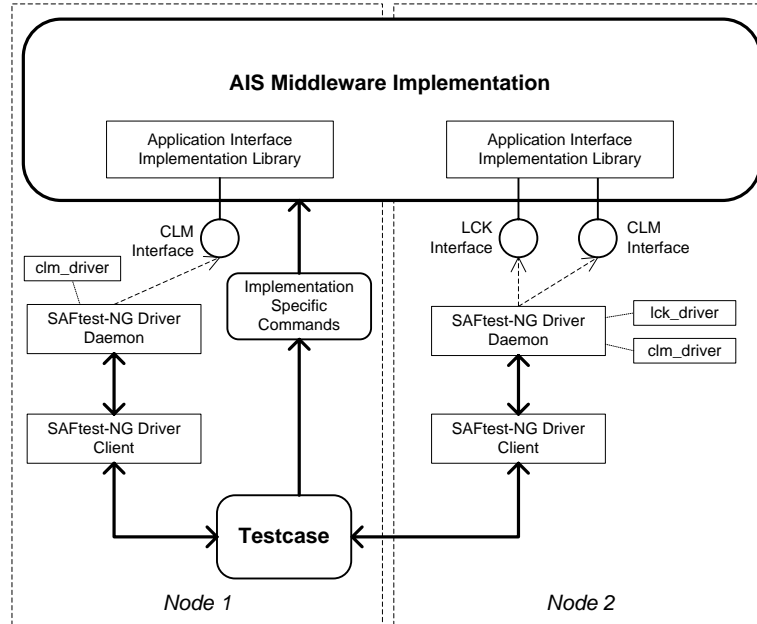 AIS Middleware Implementation
Application Interface
Implementation Library
Application Interface
Implementation Library
CLM
Interface
LCK
Interface
CLM
Interface
clm_driver
Implementation
Specific
Commands
SAFtest-NG Driver
Daemon
SAFtest-NG Driver
Daemon
lck_driver
clm_driver
SAFtest-NG Driver
Client
SAFtest-NG Driver
Client
Testcase
Node 1
Node 2